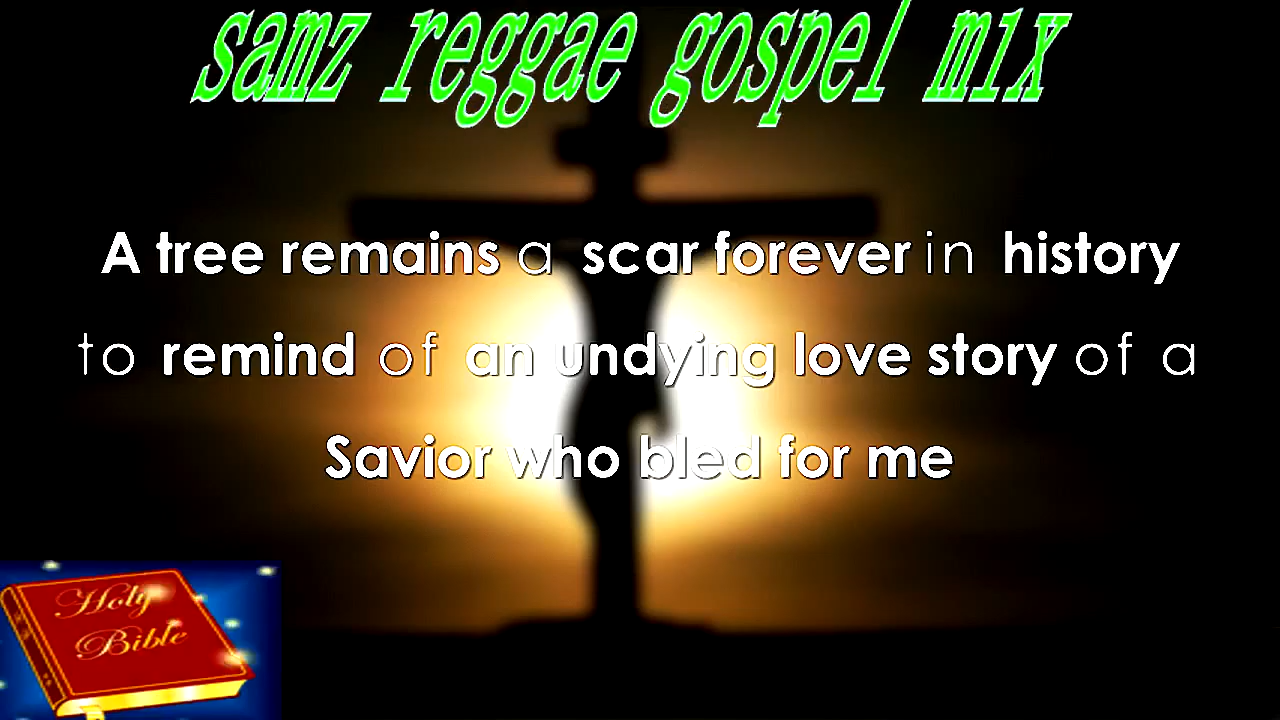 samz reggae gospel mix
A tree remains a scar forever in history
to remind of an undying love story of a
Savior who bled for me
Holy
Bible